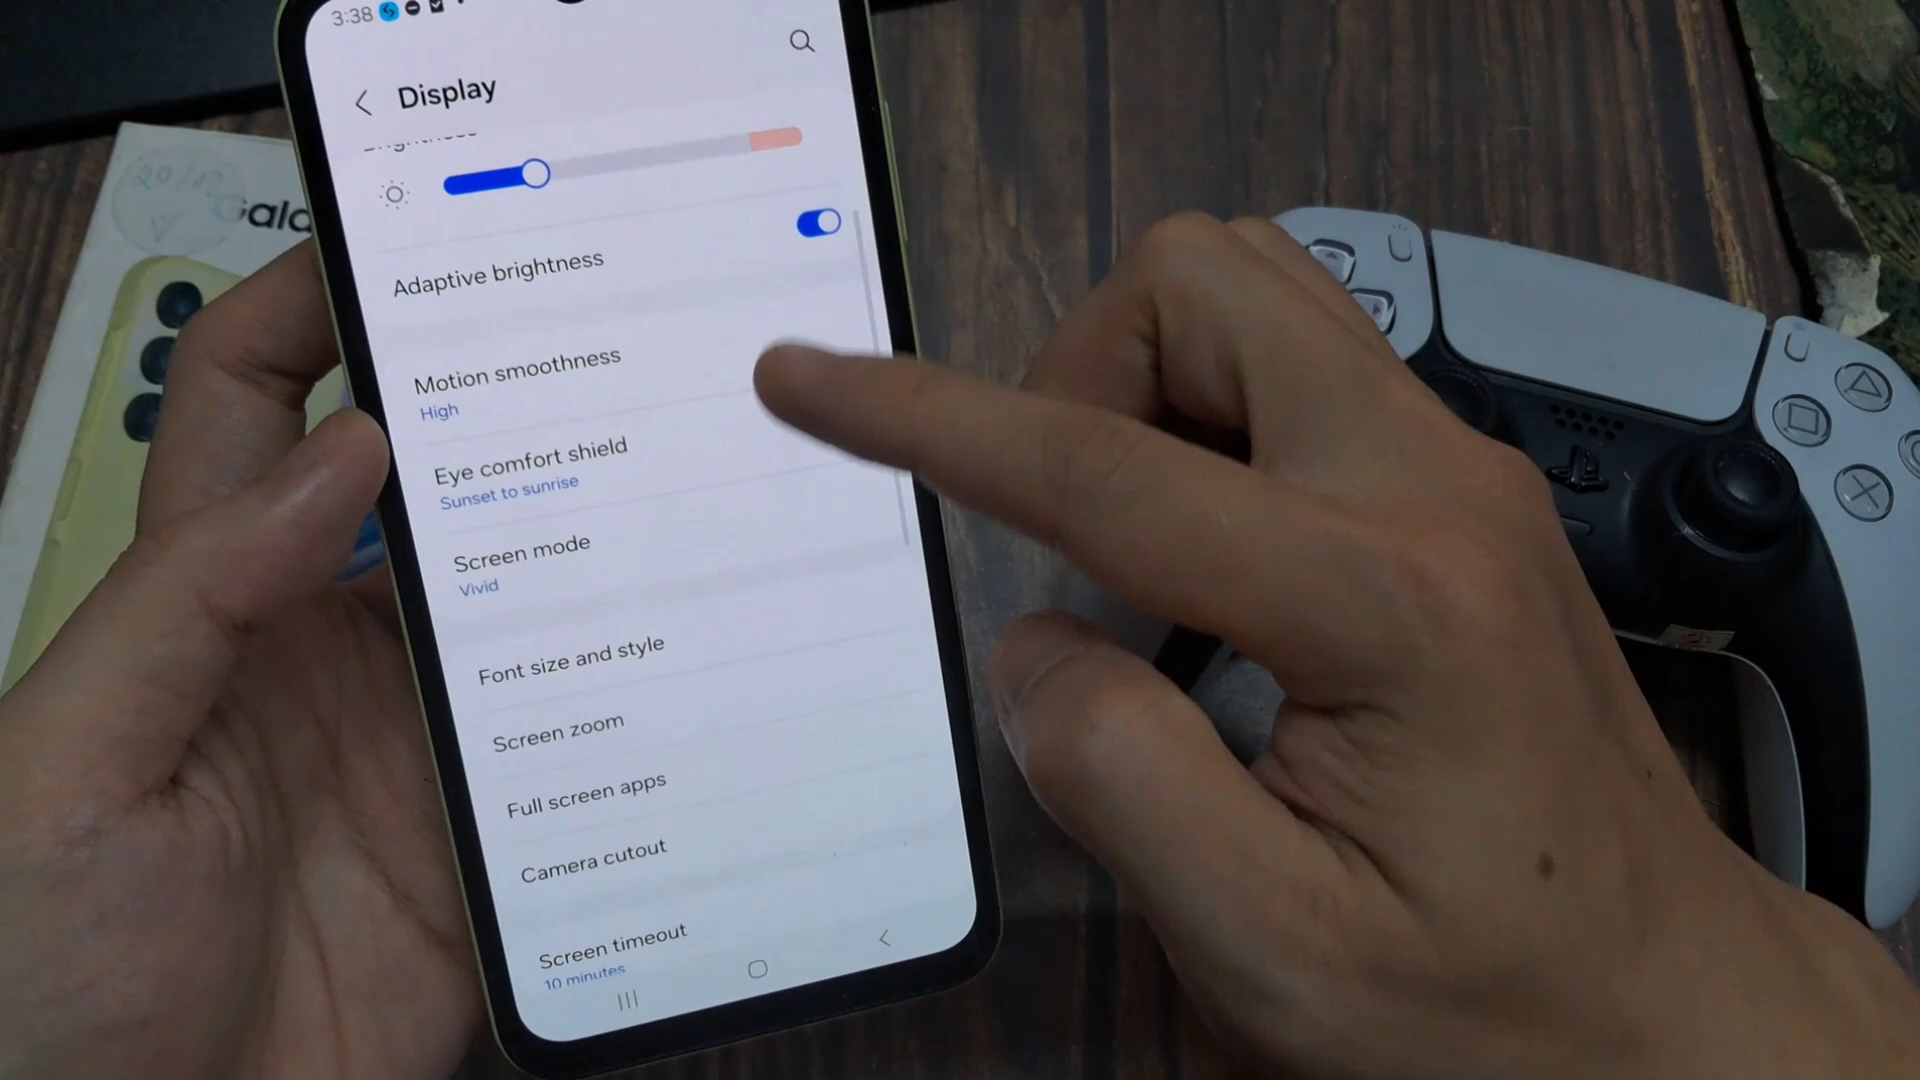 3:38
Display
Adaptive brightness
Motion smoothness
High
Eye comfort shield
Sunset to sunrise
Screen mode
Vivid
Font size and style
Screen zoom
Full screen apps
Camera cutout
Screen timeout
10 minutes